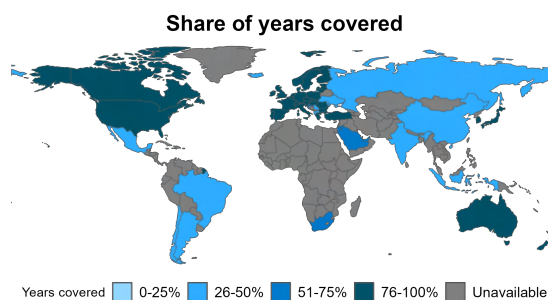 Share of years covered
Years covered 0-25% 26-50% 51-75% 76-100% Unavailable